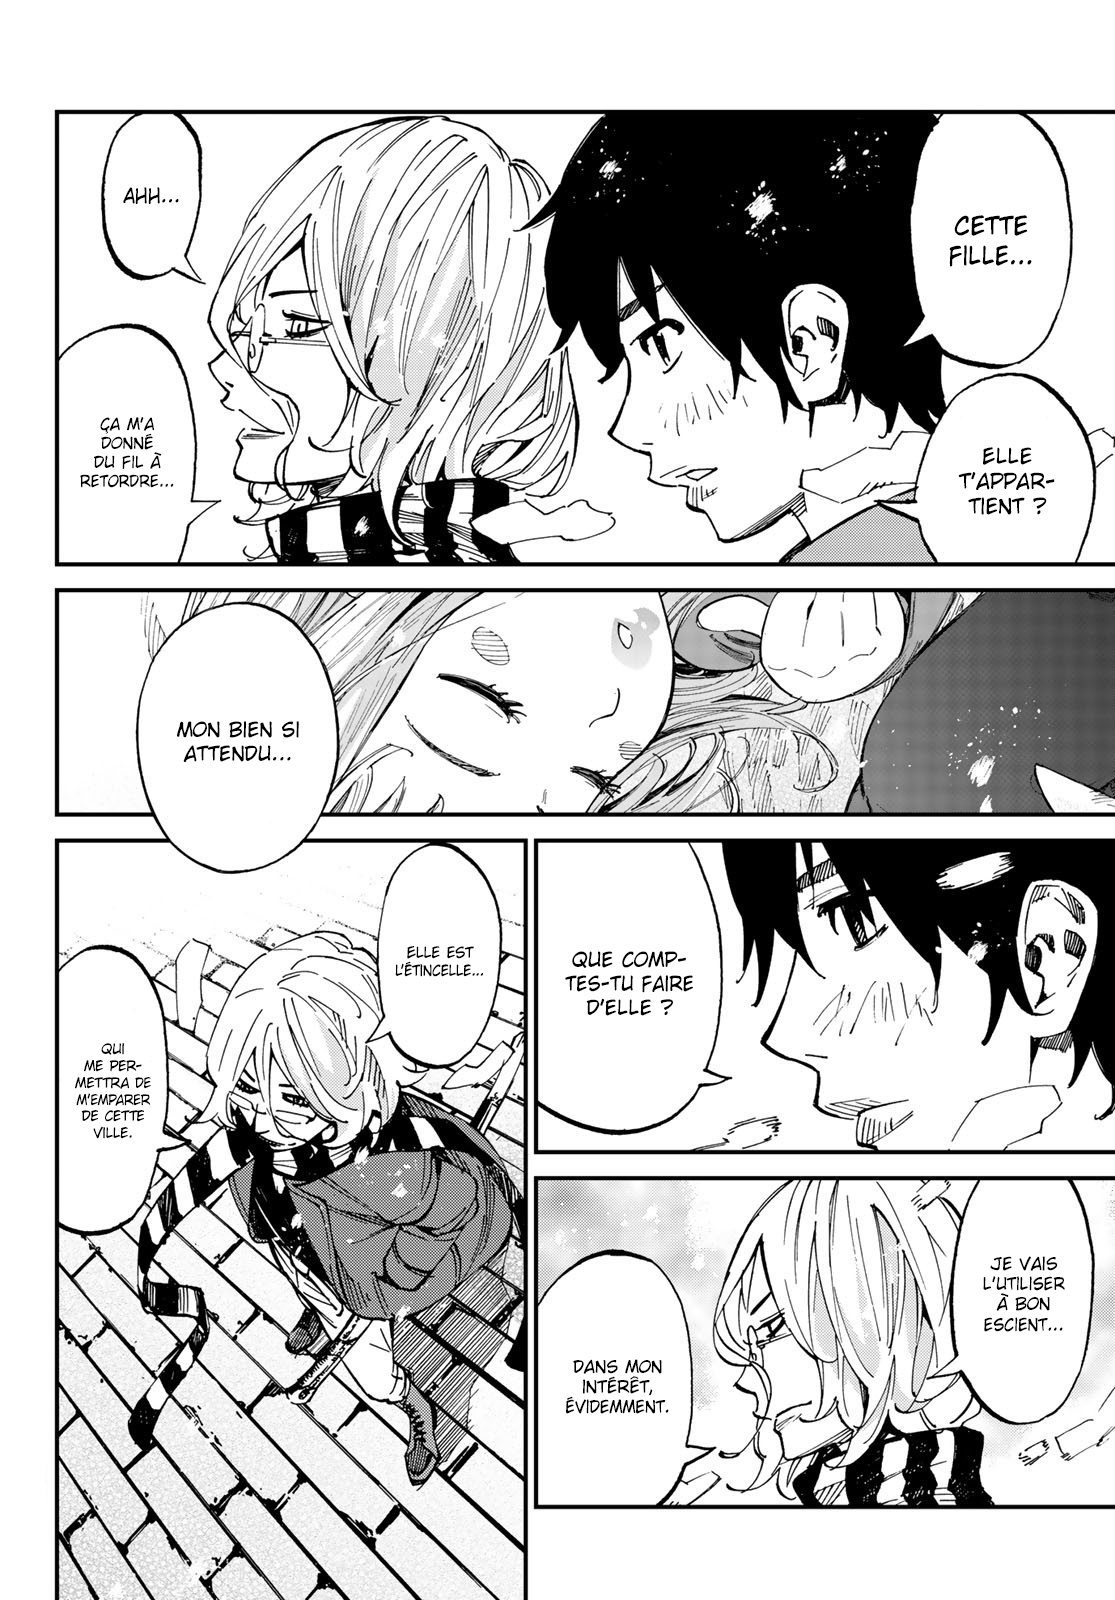 CETTE
FILLE...
ELLE
T'APPAR-
TIENT ?
AHH...
ÇA M'A
DONNÉ
DU FIL À
RETORDRE...
MON BIEN SI
ATTENDU...
QUE COMP-
TES-TU FAIRE
D'ELLE ?
JE VAIS
L'UTILISER
À BON
ESCIENT...
DANS MON
INTÉRÊT,
ÉVIDEMMENT.
ELLE EST
L'ÉTINCELLE...
QUI
ME PER-
METTRA DE
M'EMPARER
DE CETTE
VILLE.